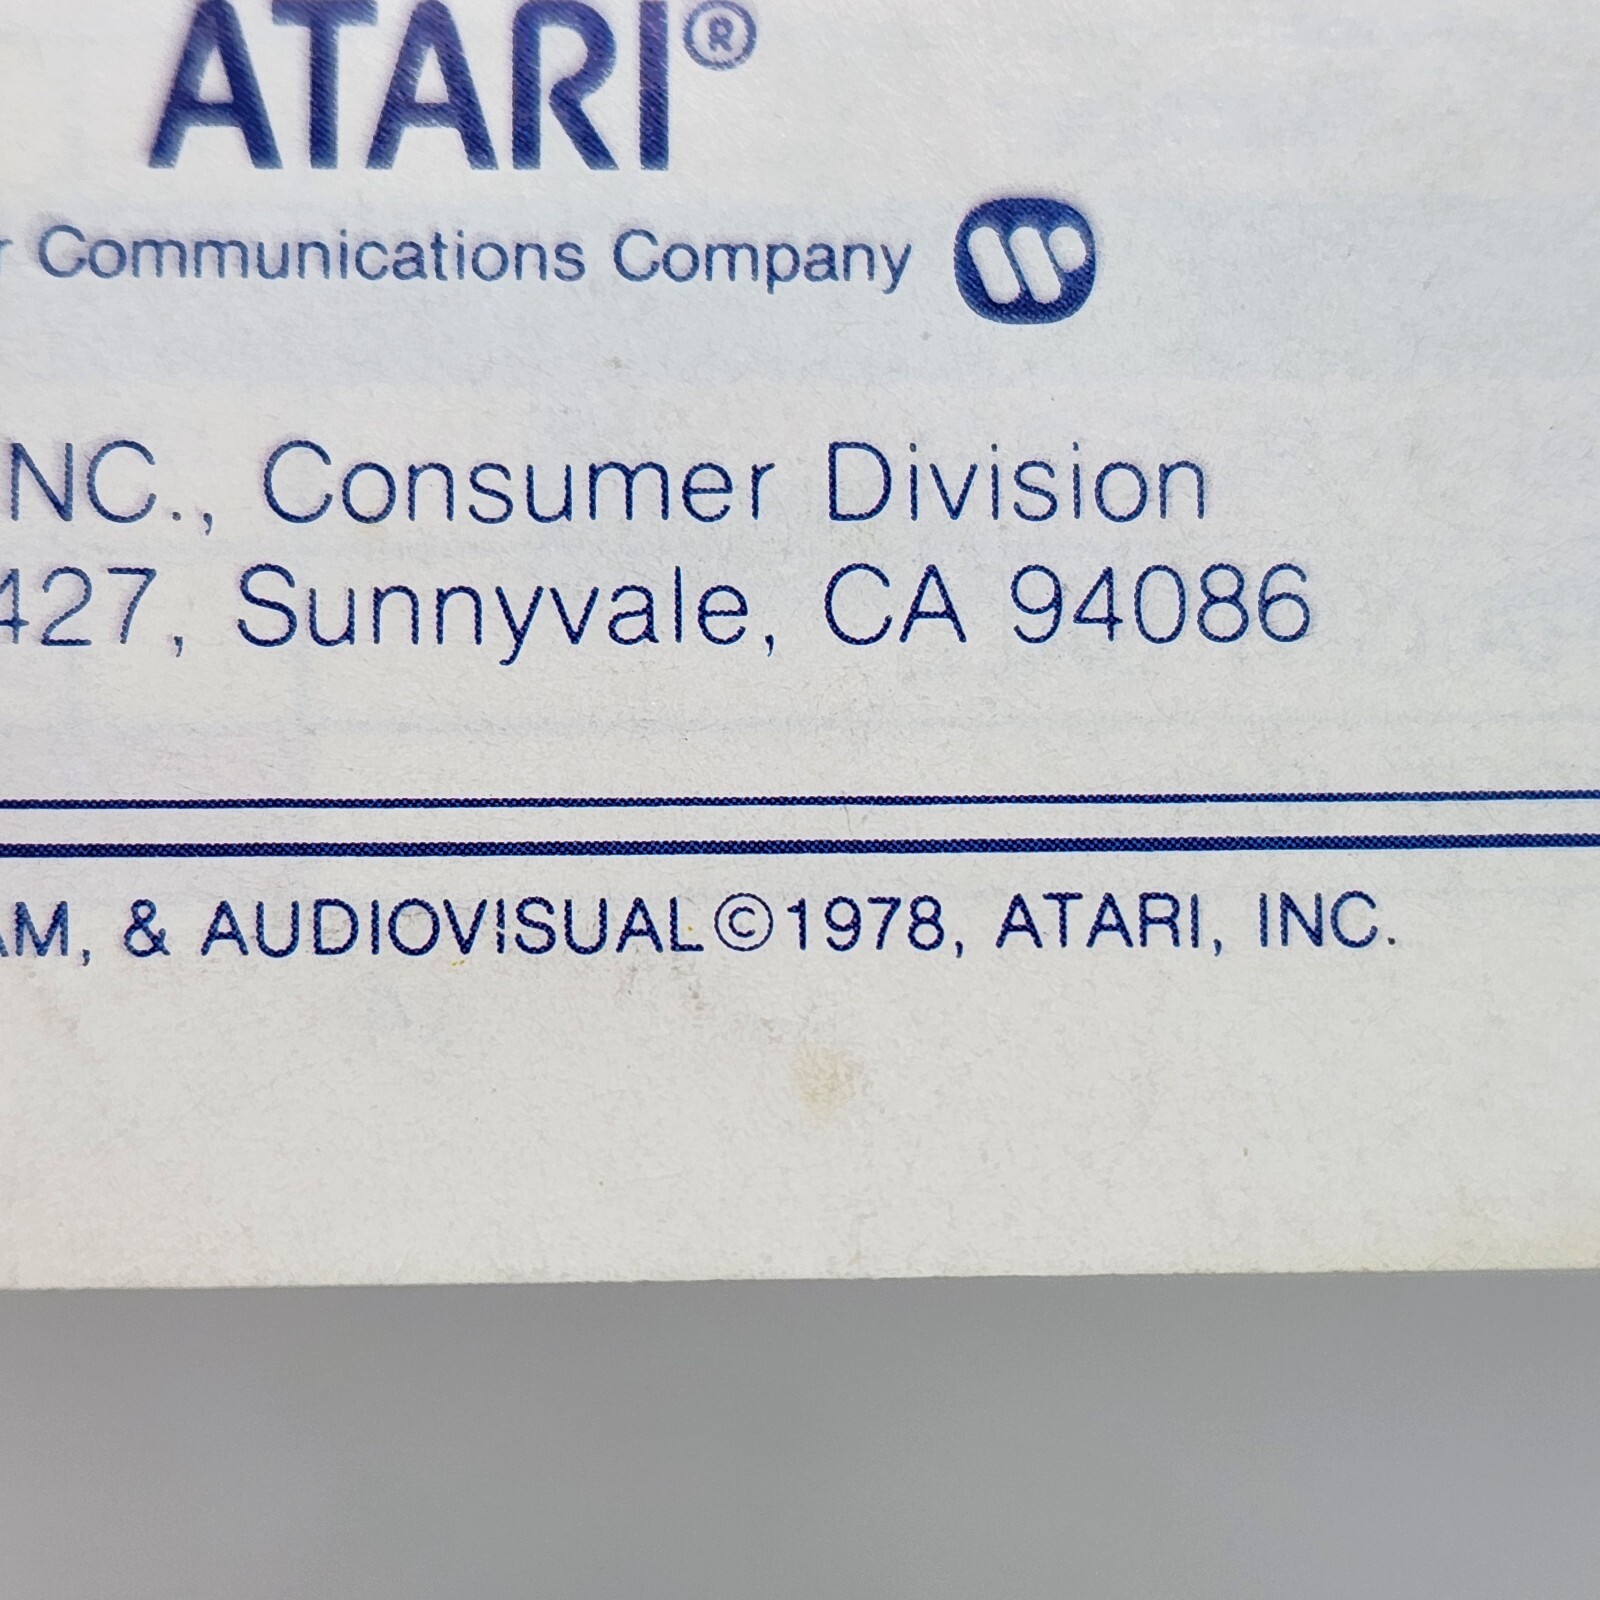 ATARI®
r Communications Company
NC., Consumer Division
427, Sunnyvale, CA 94086
AM, & AUDIOVISUAL©1978, ATARI, INC.